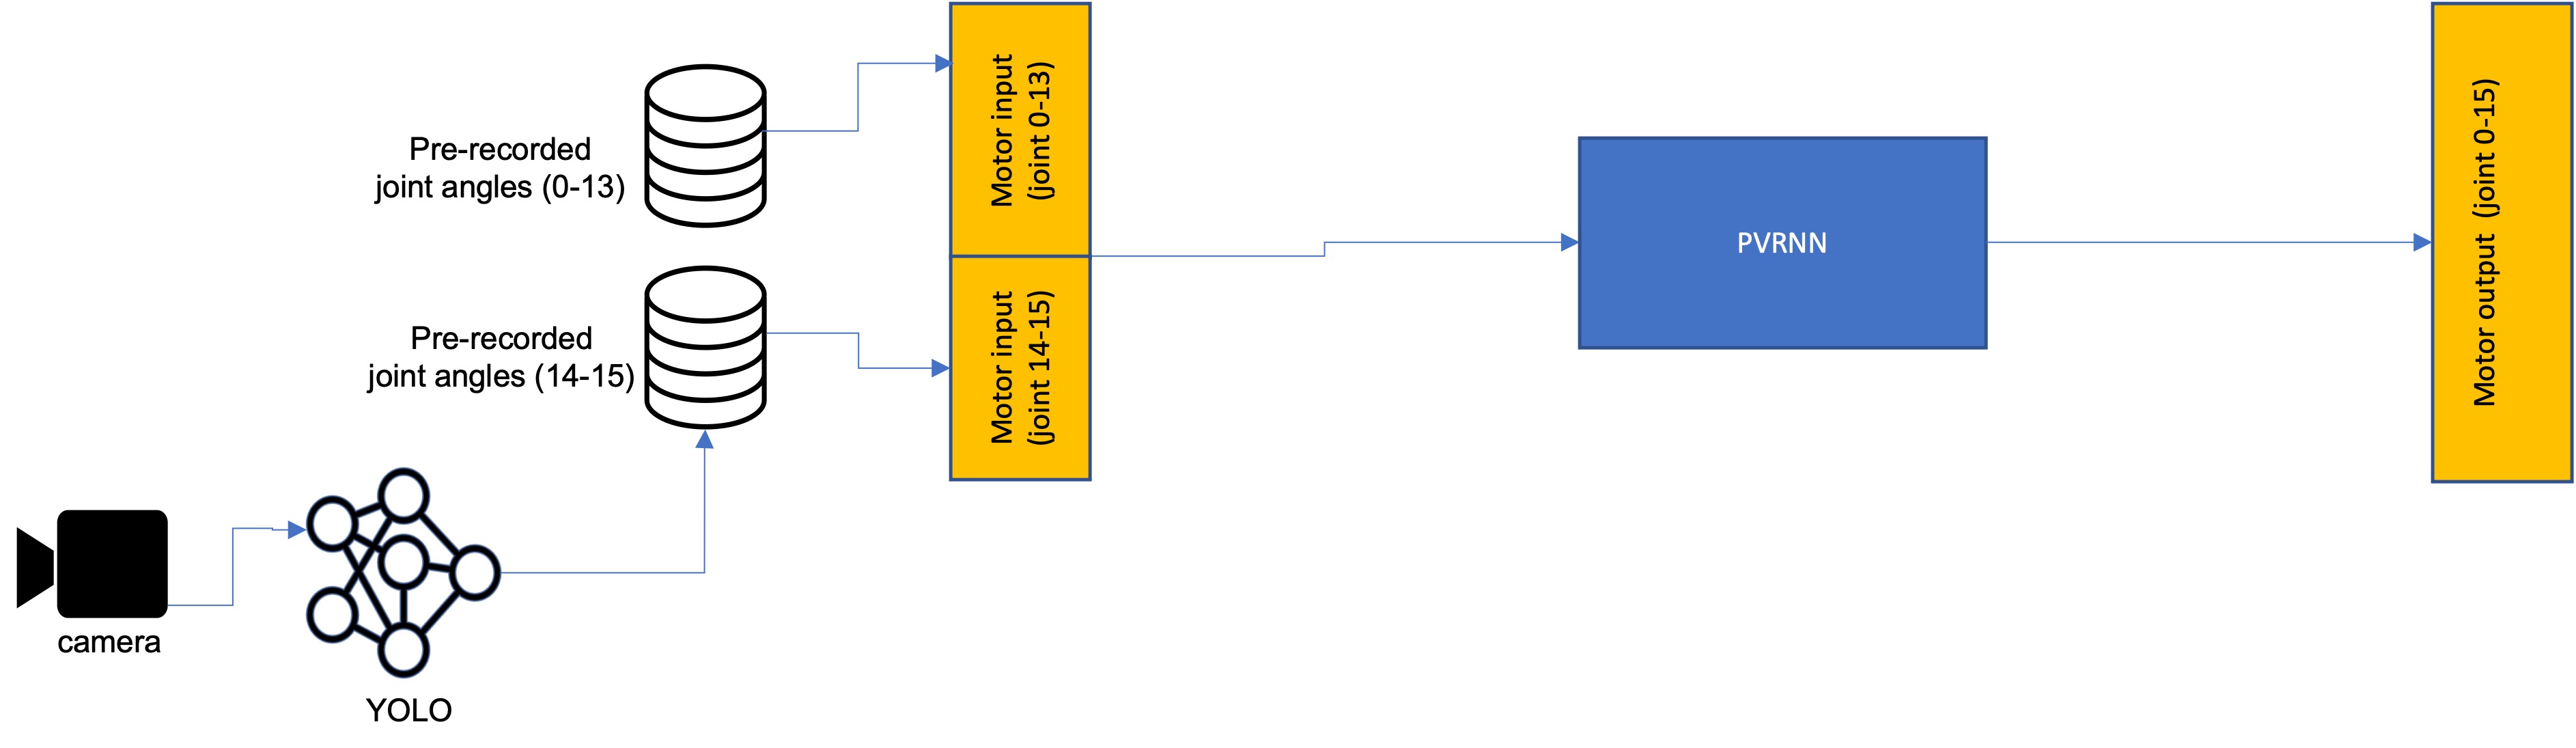 Pre-recorded
joint angles (0-13)
Motor input
(joint 0-13)
Pre-recorded
joint angles (14-15)
Motor input
(joint 14-15)
PVRNN
Motor output (joint 0-15)
camera
YOLO